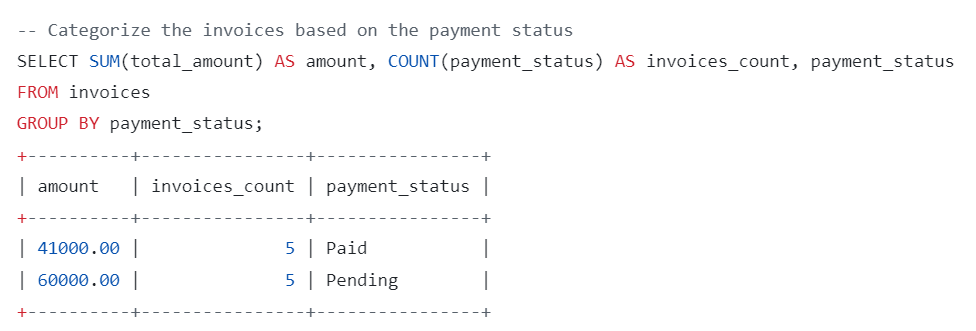 -- Categorize the invoices based on the payment status
SELECT SUM(total_amount) AS amount, COUNT(payment_status) AS invoices_count, payment_status
FROM invoices
GROUP BY payment_status;
+----------+----------------+----------------+
| amount   | invoices_count | payment_status |
+----------+----------------+----------------+
| 41000.00 |              5 | Paid           |
| 60000.00 |              5 | Pending        |
+----------+----------------+----------------+